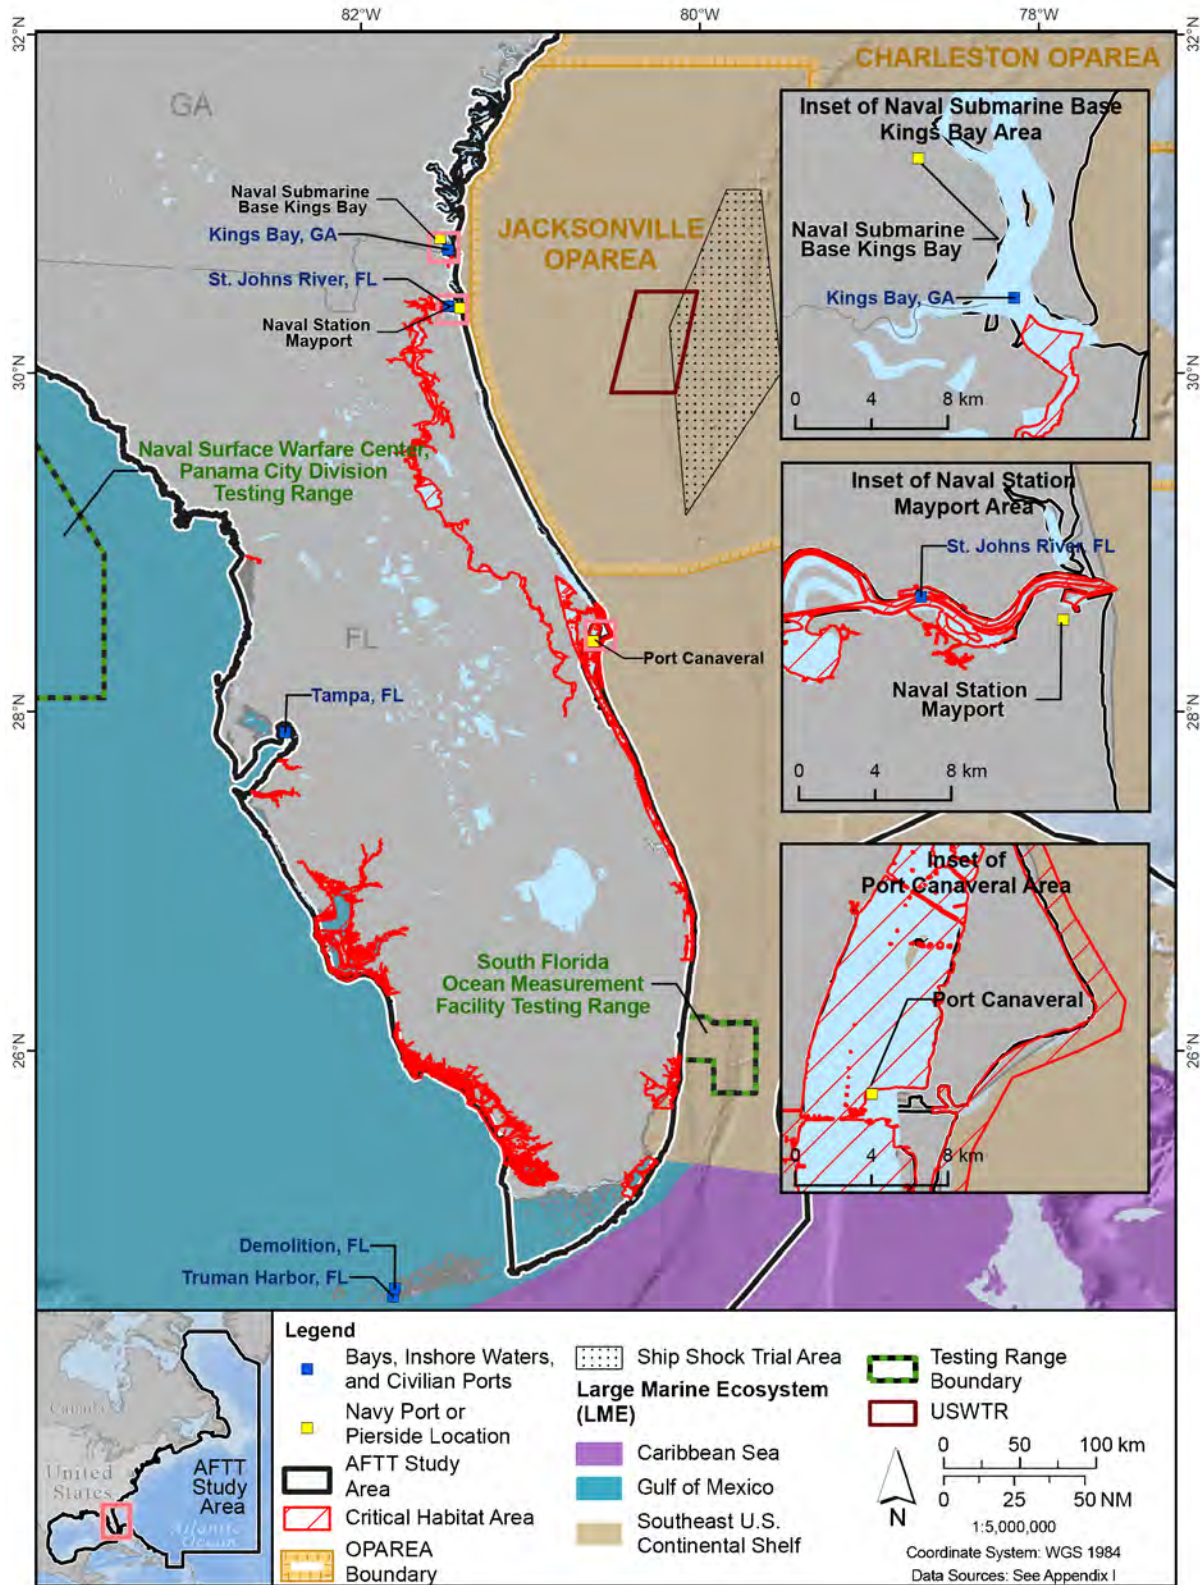 82°W
80°W
78°W
32°N
32°N
CHARLESTON OPAREA
GA
Inset of Naval Submarine Base
Kings Bay Area
Naval Submarine
Base Kings Bay
Kings Bay, GA
Naval Submarine
Base Kings Bay
Kings Bay, GA
JACKSONVILLE
OPAREA
St. Johns River, FL
Naval Station
Mayport
0 4 8 km
30°N
30°N
Naval Surface Warfare Center,
Panama City Division
Testing Range
Inset of Naval Station
Mayport Area
St. Johns River, FL
Naval Station
Mayport
0 4 8 km
FL
Port Canaveral
Tampa, FL
28°N
28°N
Inset of
Port Canaveral Area
Port Canaveral
0 4 8 km
South Florida
Ocean Measurement
Facility Testing Range
26°N
26°N
Demolition, FL
Truman Harbor, FL
Canada
United
States
AFTT
Study
Area
Atlantic
Ocean
Legend
Bays, Inshore Waters,
and Civilian Ports
Navy Port or
Pierside Location
AFTT Study
Area
Critical Habitat Area
OPAREA
Boundary
Ship Shock Trial Area
Large Marine Ecosystem
(LME)
Caribbean Sea
Gulf of Mexico
Southeast U.S.
Continental Shelf
Testing Range
Boundary
USWTR
0 50 100 km
0 25 50 NM
N
1:5,000,000
Coordinate System: WGS 1984
Data Sources: See Appendix I